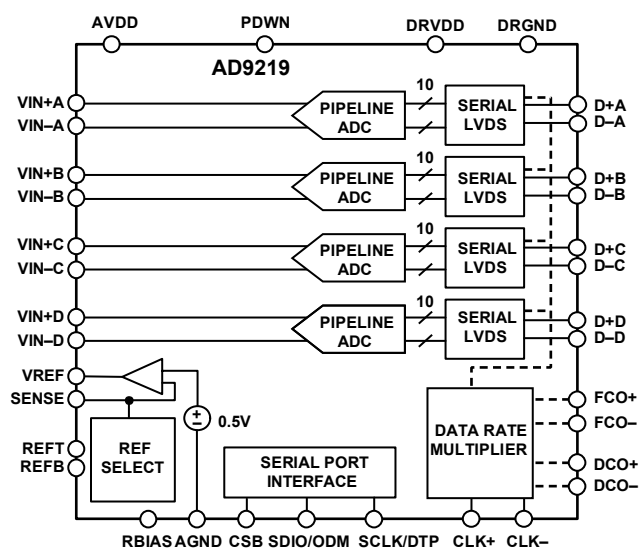 AVDD PDWN DRVDD DRGND
AD9219
VIN+A
VIN–A
PIPELINE
ADC
10
SERIAL
LVDS
D+A
D–A
VIN+B
VIN–B
PIPELINE
ADC
10
SERIAL
LVDS
D+B
D–B
VIN+C
VIN–C
PIPELINE
ADC
10
SERIAL
LVDS
D+C
D–C
VIN+D
VIN–D
PIPELINE
ADC
10
SERIAL
LVDS
D+D
D–D
VREF
SENSE
+
–
0.5V
REFT
REFB
REF
SELECT
SERIAL PORT
INTERFACE
DATA RATE
MULTIPLIER
FCO+
FCO–
DCO+
DCO–
RBIAS AGND CSB SDIO/ODM SCLK/DTP CLK+ CLK–